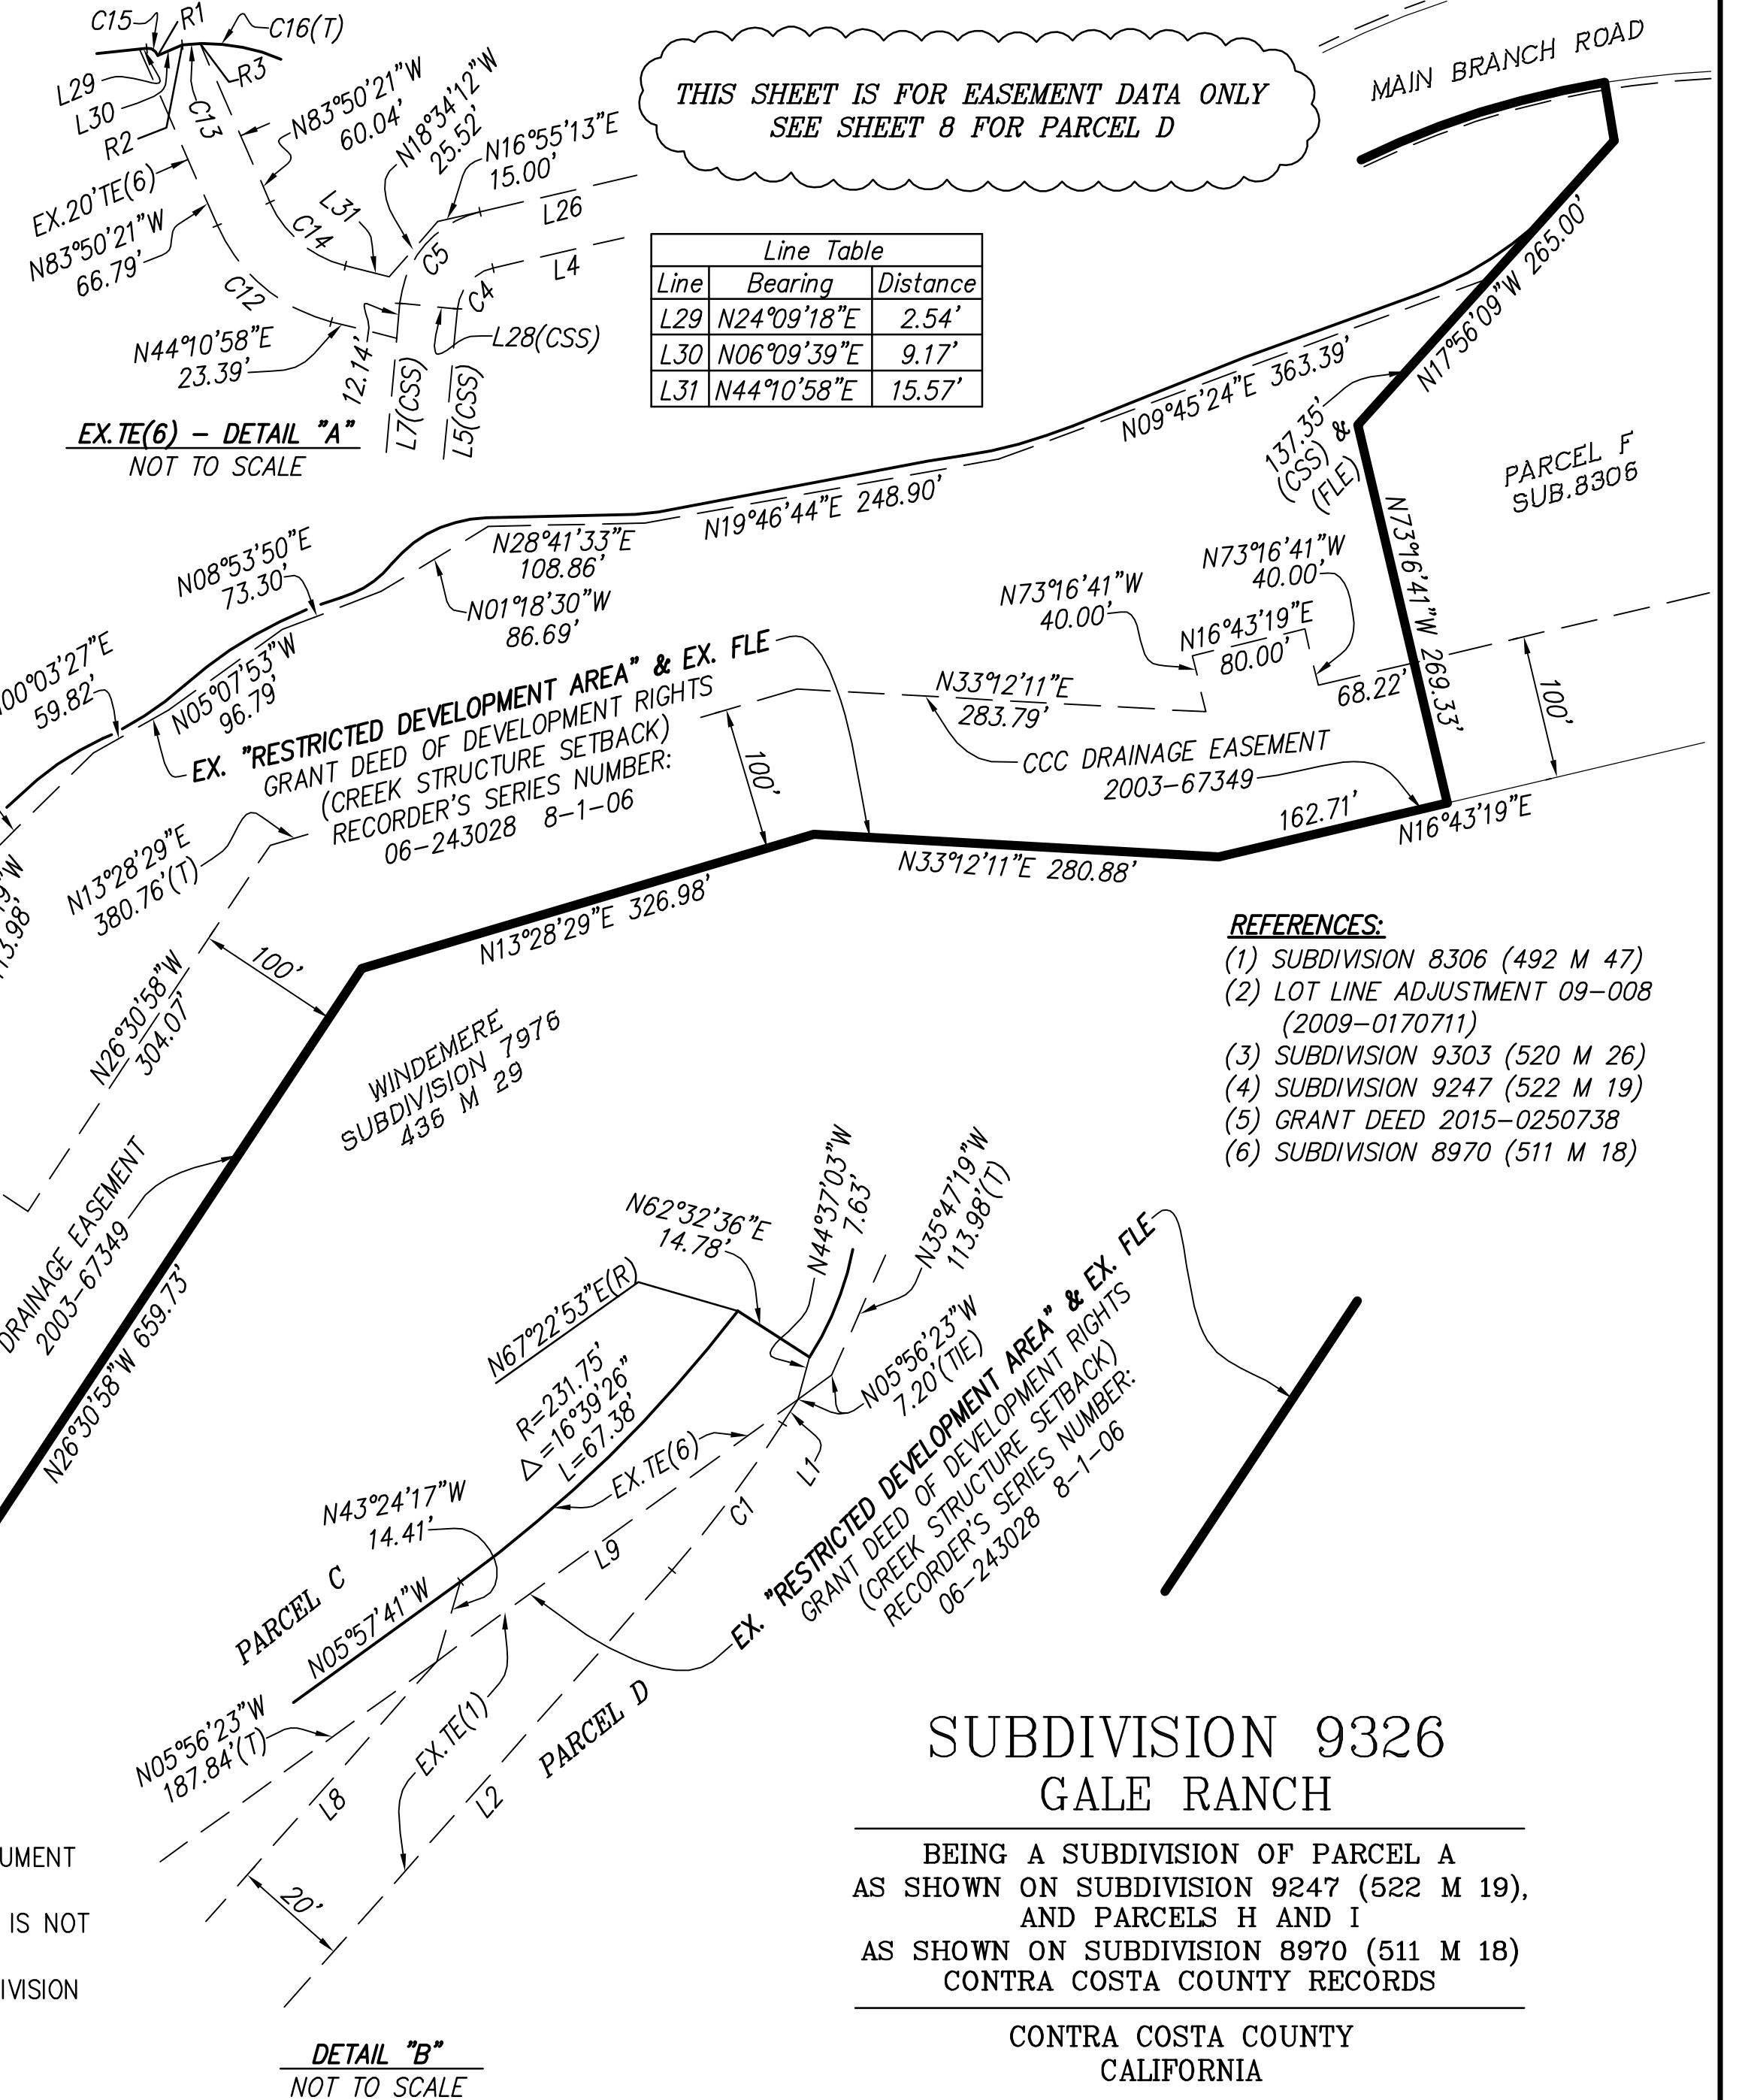 C15
R1
C16(T)
L29
L30
R2
C13
R3
N83°50'21"W
60.04'
N18°34'12"W
25.52'
N16°55'13"E
15.00'
EX.20'TE(6)
N83°50'21"W
66.79'
L31
C14
C5
L26
L4
C4
C12
N44°10'58"E
23.39'
12.14'
L7(CSS)
L5(CSS)
L28(CSS)
EX.TE(6) – DETAIL "A"
NOT TO SCALE
THIS SHEET IS FOR EASEMENT DATA ONLY
SEE SHEET 8 FOR PARCEL D
Line Table
Line Bearing Distance
L29 N24°09'18"E 2.54'
L30 N06°09'39"E 9.17'
L31 N44°10'58"E 15.57'
MAIN BRANCH ROAD
N17°56'09"W 265.00'
N09°45'24"E 363.39'
137.35'
(CSS) &
(FLE)
PARCEL F
SUB.8306
N73°16'41"W 269.33'
N19°46'44"E 248.90'
N28°41'33"E
108.86'
N01°18'30"W
86.69'
N08°53'50"E
73.30'
N05°07'53"W
96.79'
00°03'27"E
59.82'
N73°16'41"W
40.00'
N73°16'41"W
40.00'
N16°43'19"E
80.00'
68.22'
100'
N33°12'11"E
283.79'
CCC DRAINAGE EASEMENT
2003–67349
162.71'
N16°43'19"E
EX. "RESTRICTED DEVELOPMENT AREA" & EX. FLE
GRANT DEED OF DEVELOPMENT RIGHTS
(CREEK STRUCTURE SETBACK)
RECORDER'S SERIES NUMBER:
06–243028 8–1–06
100'
N33°12'11"E 280.88'
N13°28'29"E 326.98'
N13°28'29"E
380.76'(T)
9"W
13.98'
100'
N26°30'58"W
304.07'
WINDEMERE
SUBDIVISION 7976
436 M 29
DRAINAGE EASEMENT
2003–67349
N26°30'58"W 659.73'
REFERENCES:
(1) SUBDIVISION 8306 (492 M 47)
(2) LOT LINE ADJUSTMENT 09–008
(2009–0170711)
(3) SUBDIVISION 9303 (520 M 26)
(4) SUBDIVISION 9247 (522 M 19)
(5) GRANT DEED 2015–0250738
(6) SUBDIVISION 8970 (511 M 18)
N62°32'36"E
14.78'
N44°37'03"W
7.63'
N35°47'19"W
113.98'(T)
N67°22'53"E(R)
R=231.75'
Δ=16°39'26"
L=67.38'
N05°56'23"W
7.20'(TIE)
EX.TE(6)
L1
C1
L9
N43°24'17"W
14.41'
PARCEL C
N05°57'41"W
EX. "RESTRICTED DEVELOPMENT AREA" & EX. FLE
GRANT DEED OF DEVELOPMENT RIGHTS
(CREEK STRUCTURE SETBACK)
RECORDER'S SERIES NUMBER:
06–243028 8–1–06
N05°56'23"W
187.84'(T)
L8
EX.TE(1)
L2
PARCEL D
20'
UMENT
IS NOT
IVISION
DETAIL "B"
NOT TO SCALE
SUBDIVISION 9326
GALE RANCH
BEING A SUBDIVISION OF PARCEL A
AS SHOWN ON SUBDIVISION 9247 (522 M 19),
AND PARCELS H AND I
AS SHOWN ON SUBDIVISION 8970 (511 M 18)
CONTRA COSTA COUNTY RECORDS
CONTRA COSTA COUNTY
CALIFORNIA